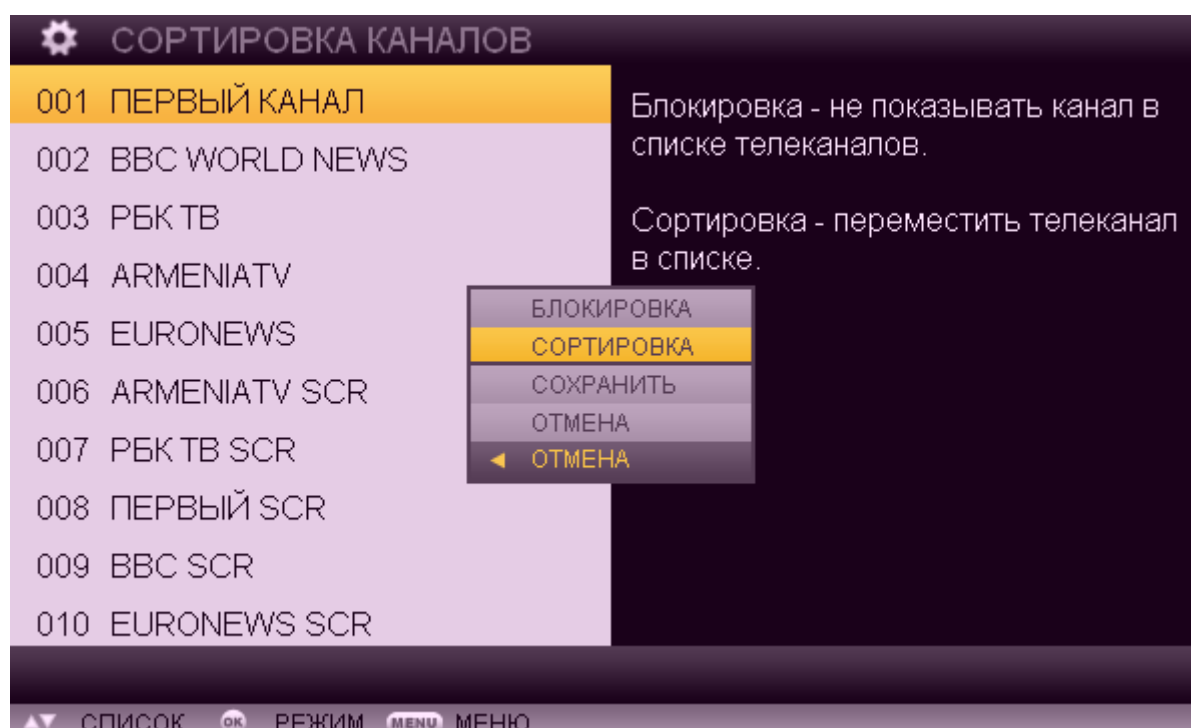 СОРТИРОВКА КАНАЛОВ
001 ПЕРВЫЙ КАНАЛ
002 BBC WORLD NEWS
003 РБК ТВ
004 ARMENIATV
005 EURONEWS
006 ARMENIATV SCR
007 РБК ТВ SCR
008 ПЕРВЫЙ SCR
009 BBC SCR
010 EURONEWS SCR
Блокировка - не показывать канал в
списке телеканалов.
Сортировка - переместить телеканал
в списке.
БЛОКИРОВКА
СОРТИРОВКА
СОХРАНИТЬ
ОТМЕНА
ОТМЕНА
СПИСОК OK РЕЖИМ MENU МЕНЮ